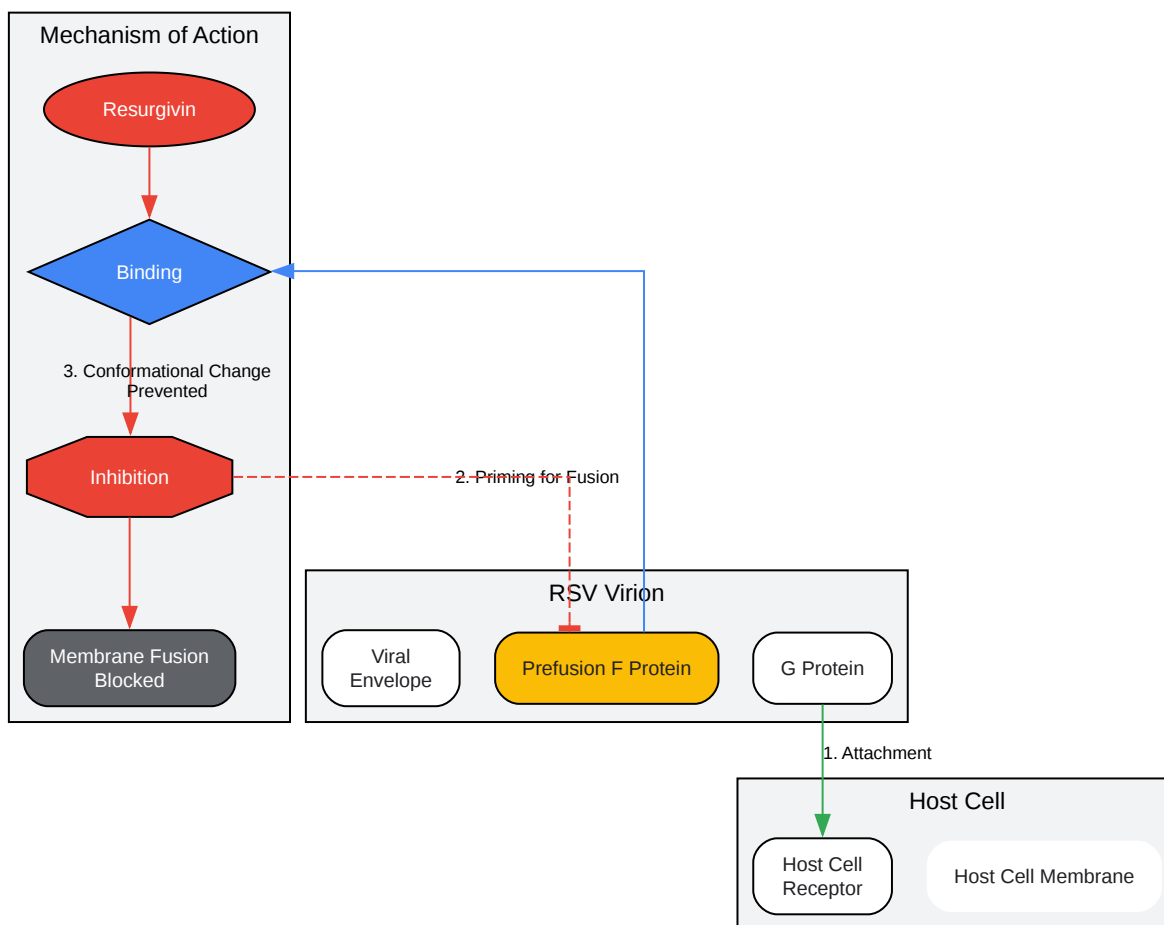 Mechanism of Action
Resurgivin
Binding
3. Conformational Change
Prevented
Inhibition
2. Priming for Fusion
Membrane Fusion
Blocked
RSV Virion
Viral
Envelope
Prefusion F Protein
G Protein
1. Attachment
Host Cell
Host Cell
Receptor
Host Cell Membrane